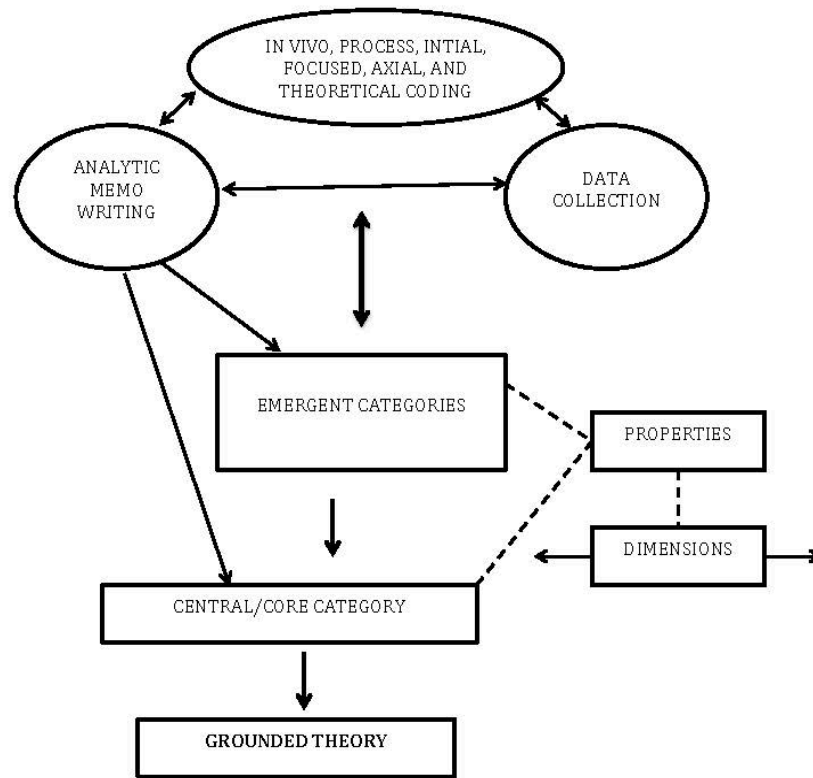 IN VIVO, PROCESS, INTIAL,
FOCUSED, AXIAL, AND
THEORETICAL CODING
ANALYTIC
MEMO
WRITING
DATA
COLLECTION
EMERGENT CATEGORIES
PROPERTIES
DIMENSIONS
CENTRAL/CORE CATEGORY
GROUNDED THEORY